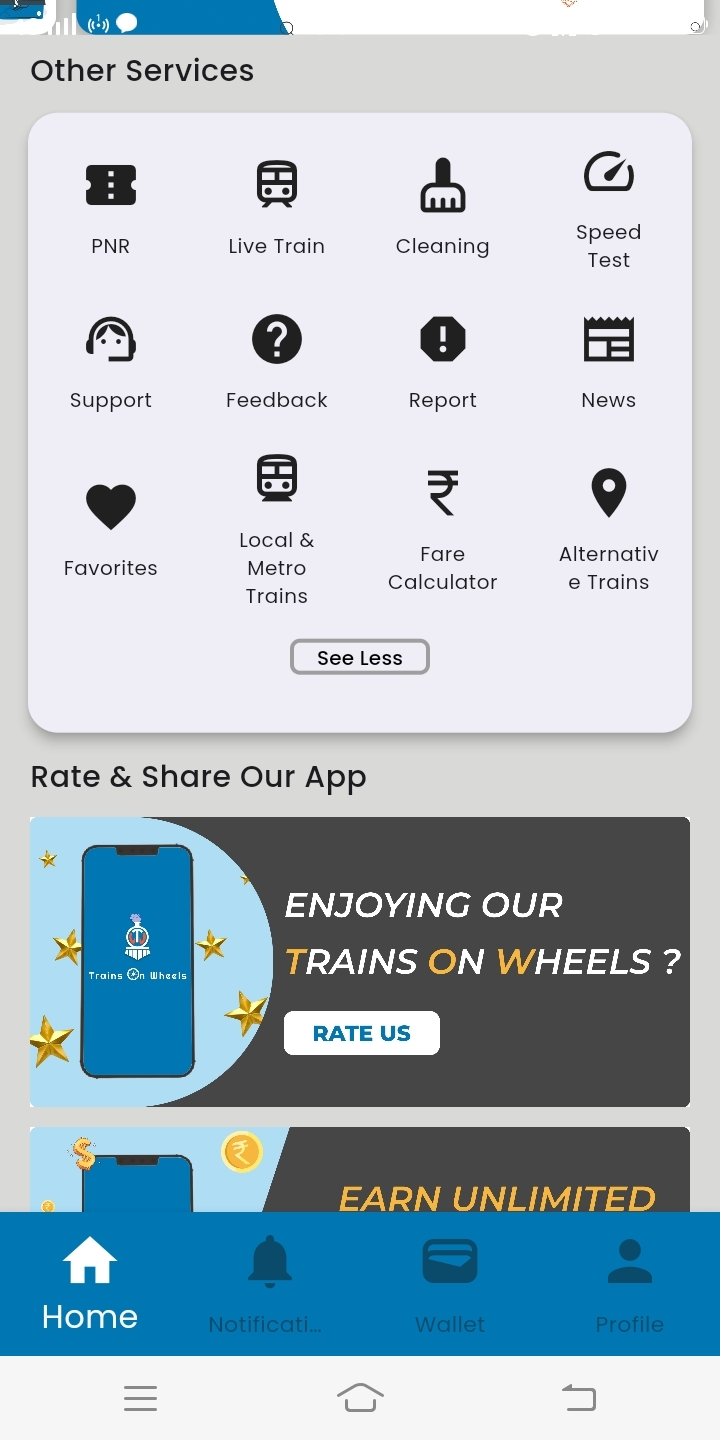 Other Services
PNR
Live Train
Cleaning
Speed
Test
Support
Feedback
Report
News
Favorites
Local &
Metro
Trains
Fare
Calculator
Alternativ
e Trains
See Less
Rate & Share Our App
Trains On Wheels
ENJOYING OUR
TRAINS ON WHEELS ?
RATE US
EARN UNLIMITED
Home
Notificati...
Wallet
Profile